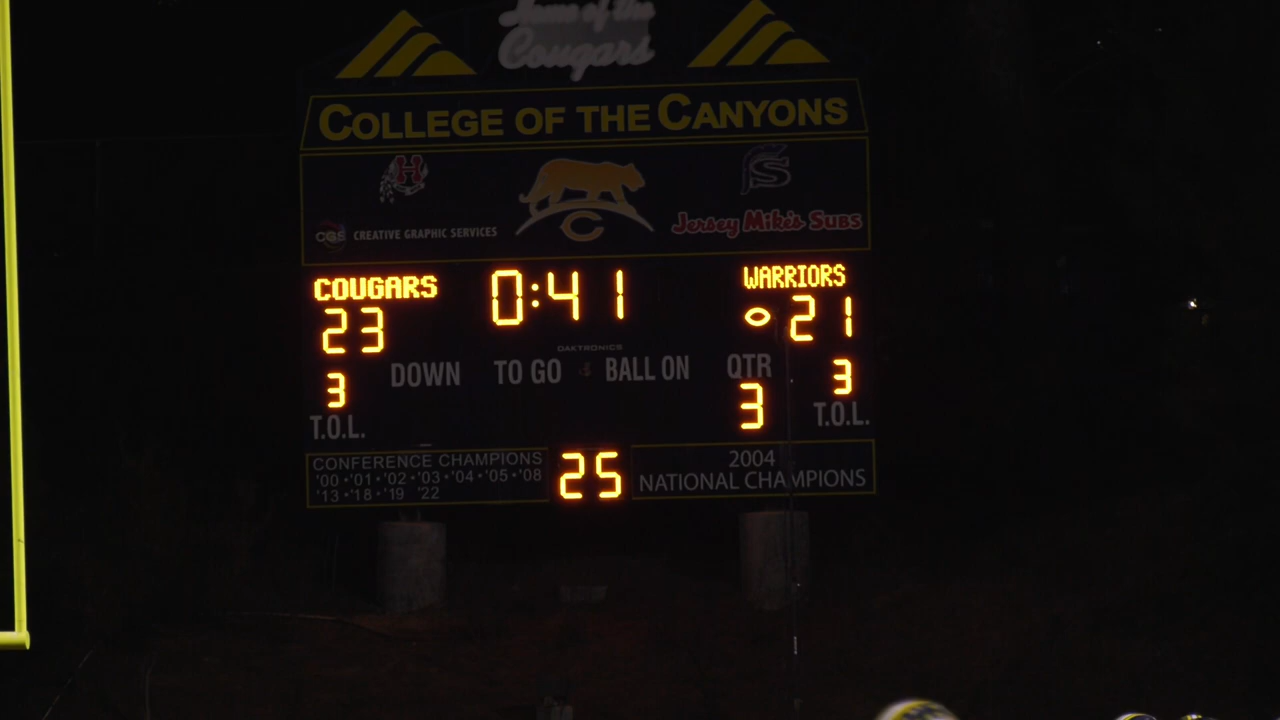 Home of the
Cougars
COLLEGE OF THE CANYONS
H
S
CGS CREATIVE GRAPHIC SERVICES
C
Jersey Mike's Subs
COUGARS 0:41 WARRIORS
23 21
DAKTRONICS
DOWN TO GO BALL ON QTR
3 3 3
T.O.L. T.O.L.
CONFERENCE CHAMPIONS
'00 • '01 • '02 • '03 • '04 • '05 • '08
'13 • '18 • '19 '22
25
2004
NATIONAL CHAMPIONS